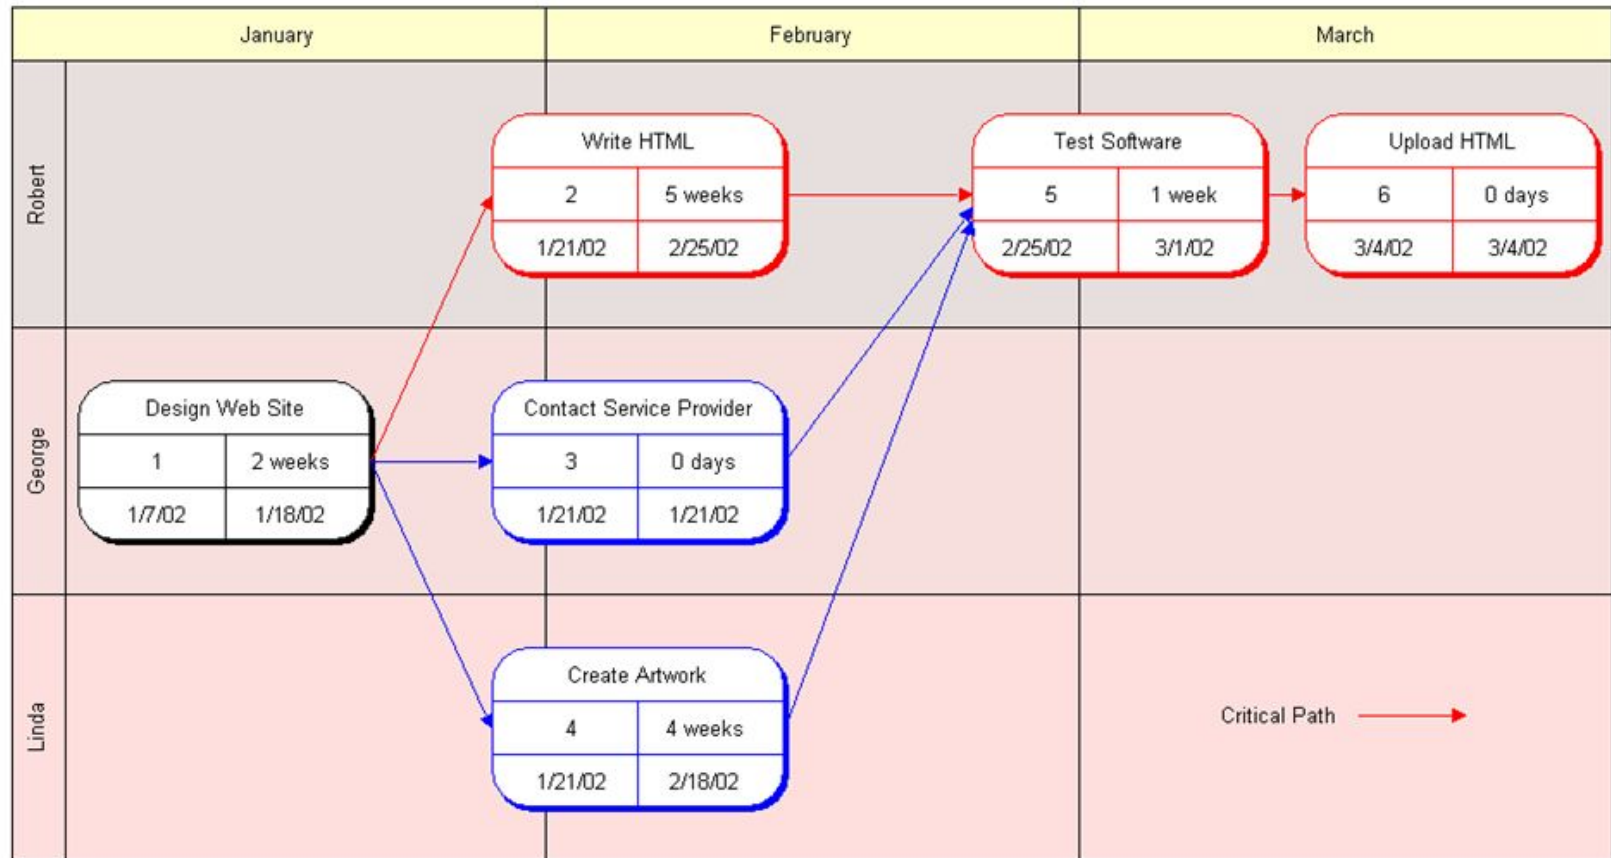 January February March
Robert
Write HTML
2 5 weeks
1/21/02 2/25/02
Test Software
5 1 week
2/25/02 3/1/02
Upload HTML
6 0 days
3/4/02 3/4/02
George
Design Web Site
1 2 weeks
1/7/02 1/18/02
Contact Service Provider
3 0 days
1/21/02 1/21/02
Linda
Create Artwork
4 4 weeks
1/21/02 2/18/02
Critical Path